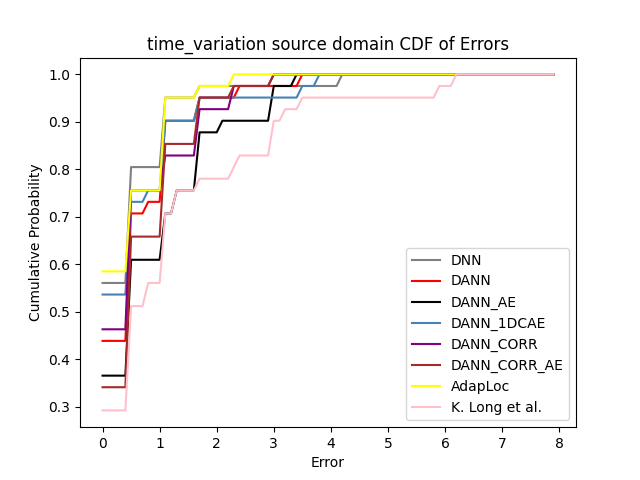 time_variation source domain CDF of Errors
Cumulative Probability
1.0
0.9
0.8
0.7
0.6
0.5
0.4
0.3
DNN
DANN
DANN_AE
DANN_1DCAE
DANN_CORR
DANN_CORR_AE
AdapLoc
K. Long et al.
0 1 2 3 4 5 6 7 8
Error